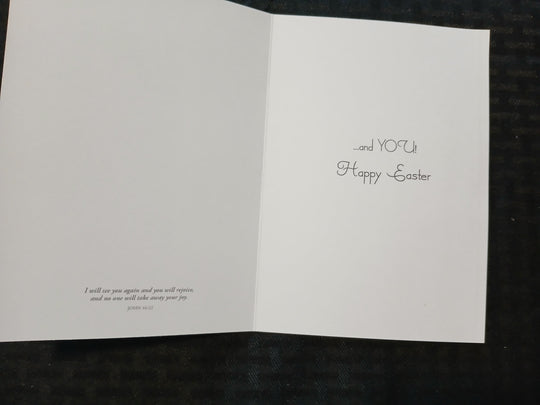 I will see you again and you will rejoice,
and no one will take away your joy.
JOHN 16:22
...and YOU!
Happy Easter